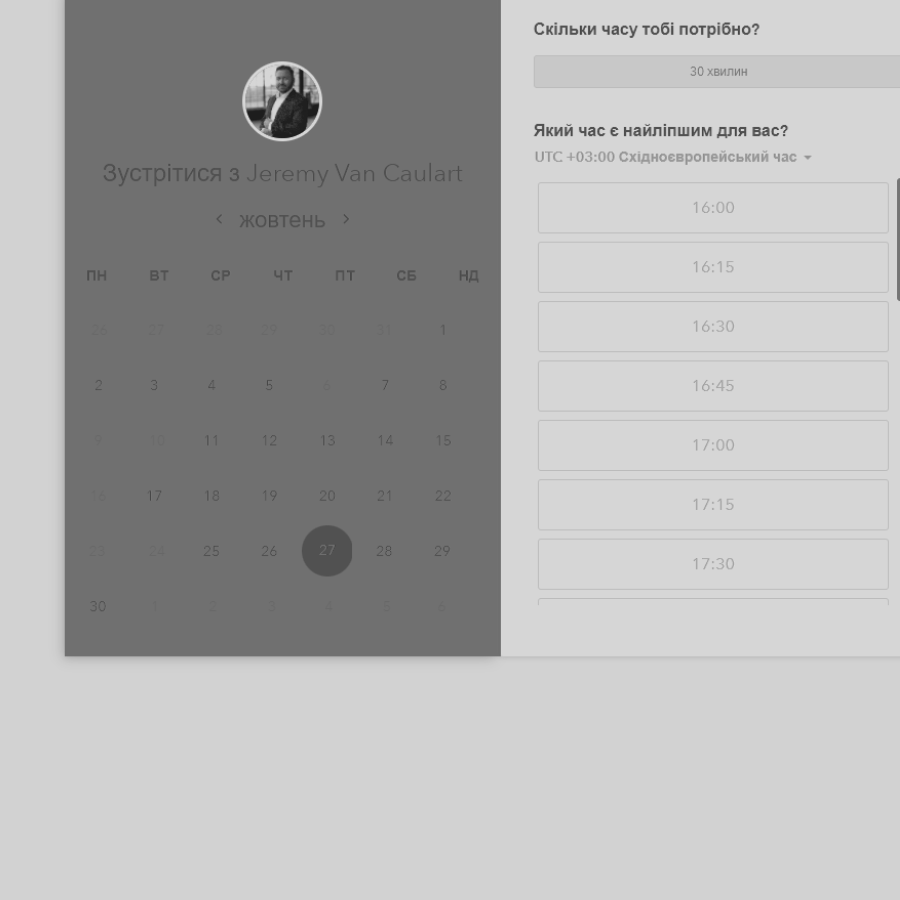 Зустрітися з Jeremy Van Caulart
жовтень
ПН ВТ СР ЧТ ПТ СБ НД
26 27 28 29 30 31 1
2 3 4 5 6 7 8
9 10 11 12 13 14 15
16 17 18 19 20 21 22
23 24 25 26 27 28 29
30 1 2 3 4 5 6
Скільки часу тобі потрібно?
30 хвилин
Який час є найліпшим для вас?
UTC +03:00 Східноєвропейський час
16:00
16:15
16:30
16:45
17:00
17:15
17:30